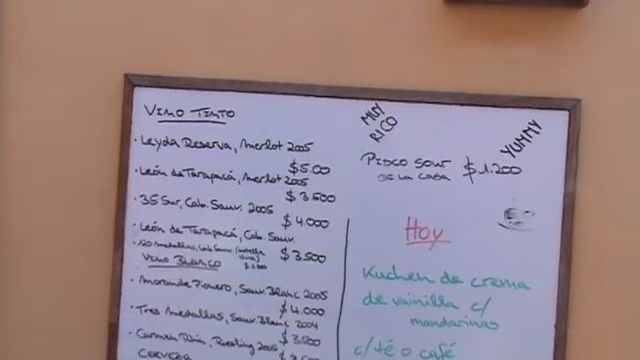 Vino Tinto
· Leyda Reserva, Merlot 2005
$5.00
· León de Tarapacá, Merlot 2005
$3.500
· 35 Sur, Cab. Sauv. 2005
$4.000
· León de Tarapacá, Cab. Sauv.
$3.500
Vino Blanco
Sauv. Blanc 2005
$4.000
· Tres Medallas, Sauv. Blanc 2004
$3.500
· Carmen Rhin, Riesling 2005
Cerveza
MUY RICO
YUMMY
Pisco Sour $1.200
de la casa
Hoy
Kuchen de crema
de vainilla c/
mandarinas
c/té o café